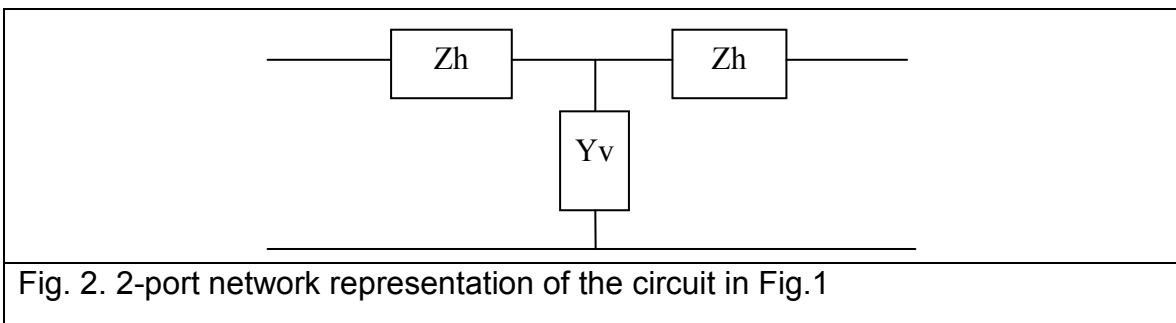 Zh Zh
Yv
Fig. 2. 2-port network representation of the circuit in Fig.1